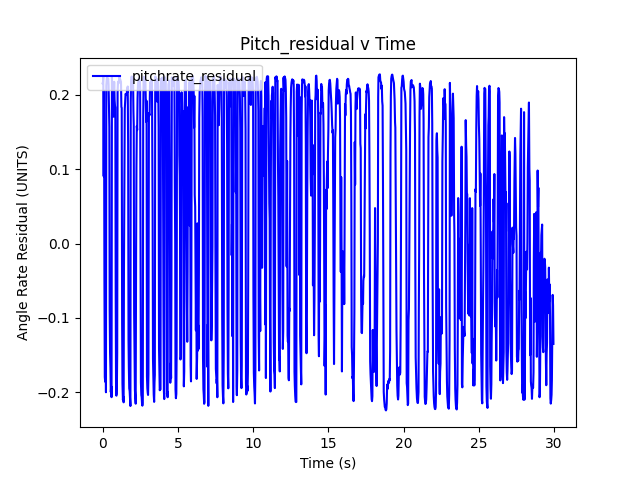 Pitch_residual v Time
pitchrate_residual
Angle Rate Residual (UNITS)
0.2
0.1
0.0
−0.1
−0.2
0 5 10 15 20 25 30
Time (s)